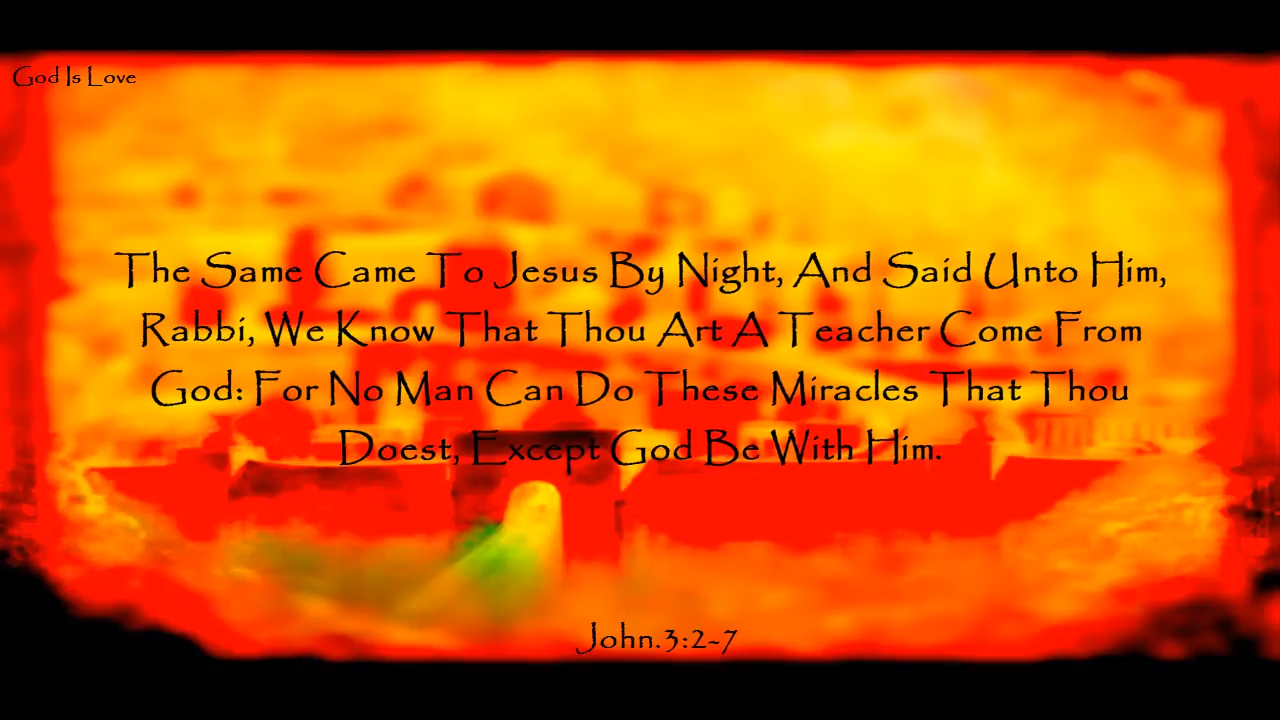 God Is Love
The Same Came To Jesus By Night, And Said Unto Him,
Rabbi, We Know That Thou Art A Teacher Come From
God: For No Man Can Do These Miracles That Thou
Doest, Except God Be With Him.
John.3:2-7